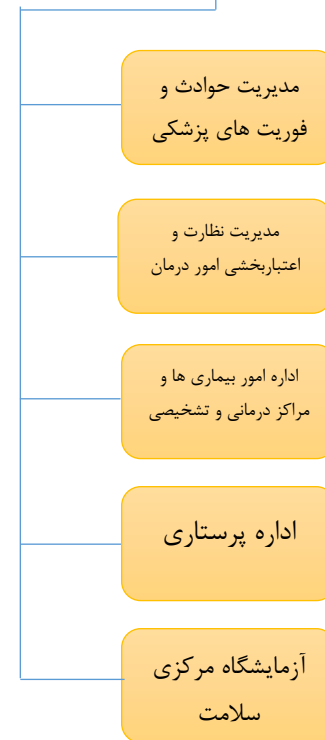 مدیریت حوادث و
فوریت های پزشکی
مدیریت نظارت و
اعتباربخشی امور درمان
اداره امور بیماری ها و
مراکز درمانی و تشخیصی
اداره پرستاری
آزمایشگاه مرکزی
سلامت